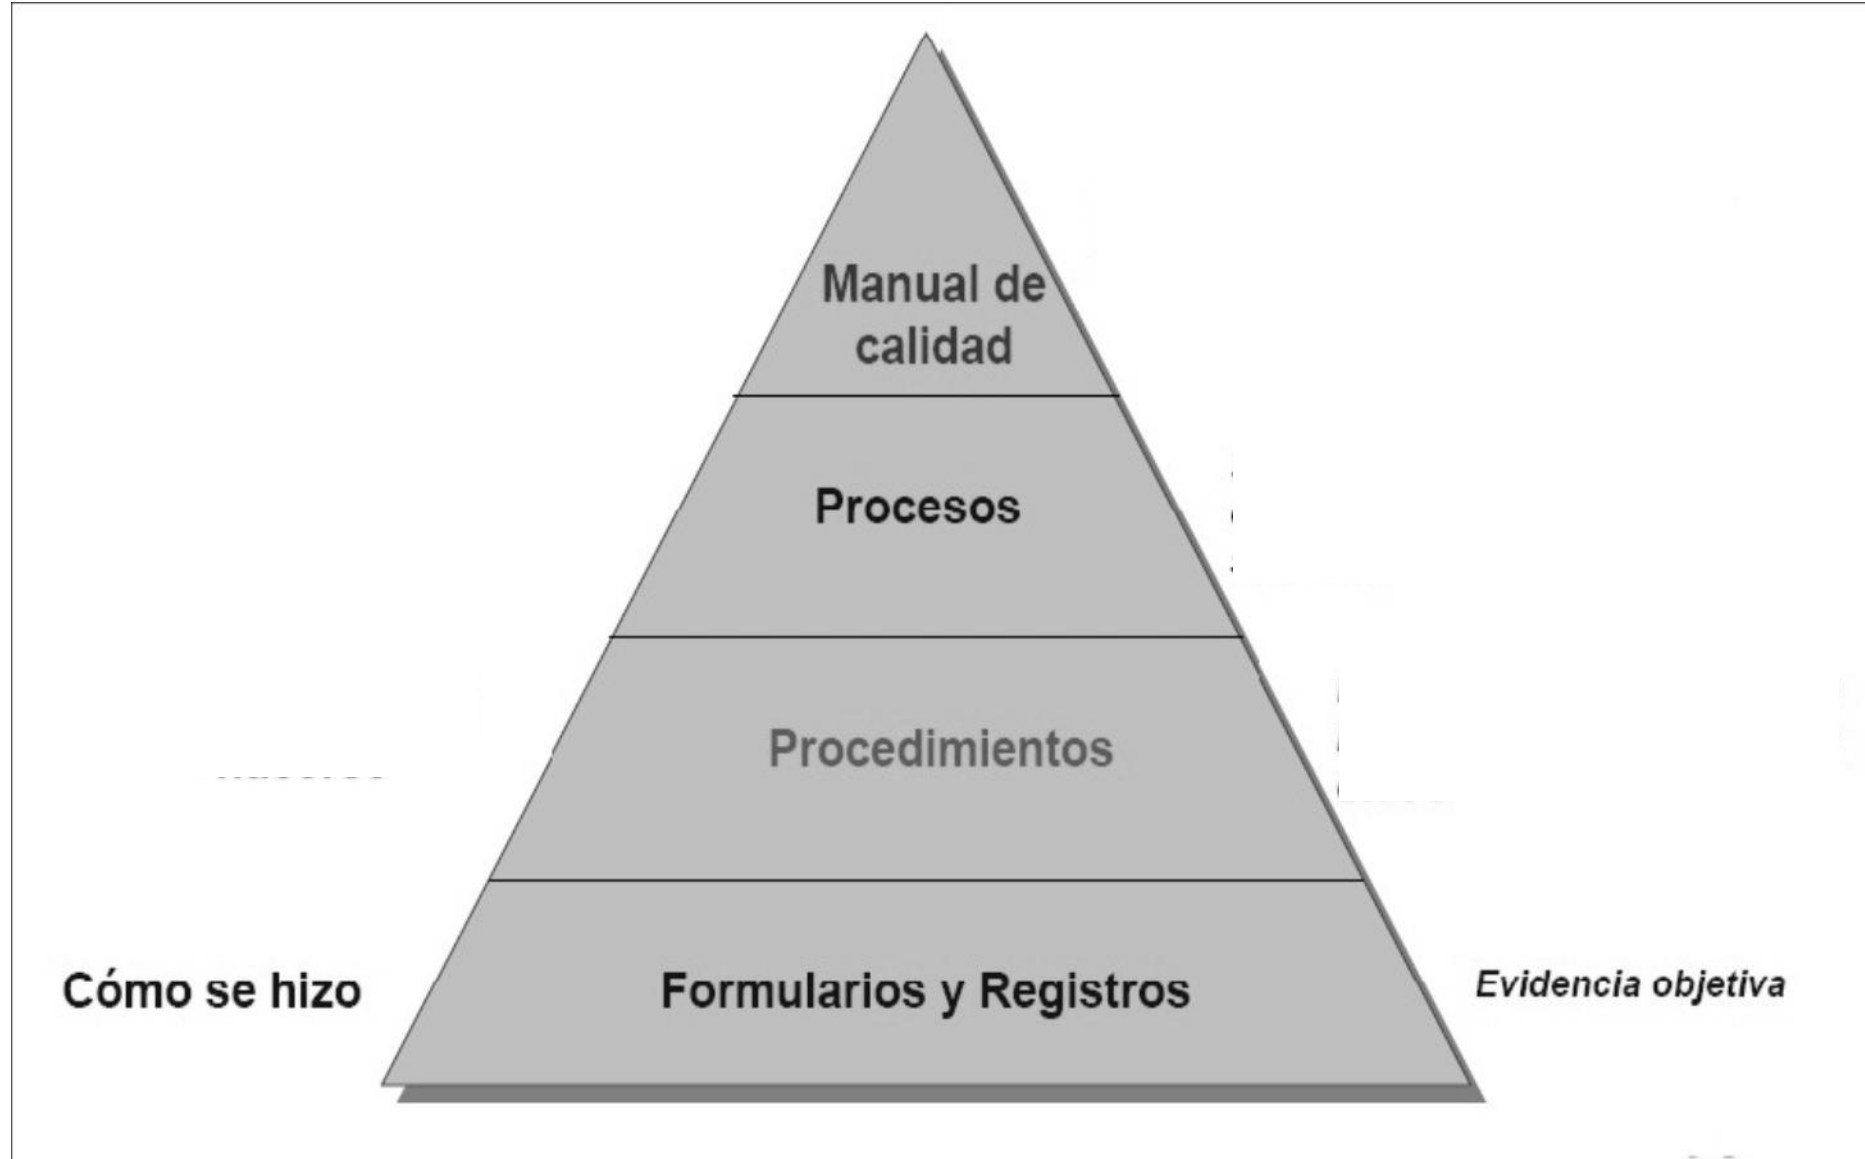 Manual de
calidad
Procesos
Procedimientos
Cómo se hizo
Formularios y Registros
Evidencia objetiva